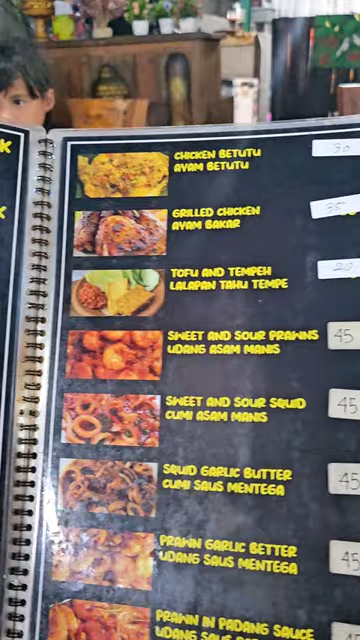 K
K
CHICKEN BETUTU
AYAM BETUTU
30
GRILLED CHICKEN
AYAM BAKAR
35
TOFU AND TEMPEH
LALAPAN TAHU TEMPE
20
SWEET AND SOUR PRAWNS
UDANG ASAM MANIS
45
SWEET AND SOUR SQUID
CUMI ASAM MANIS
45
SQUID GARLIC BUTTER
CUMI SAUS MENTEGA
45
PRAWN GARLIC BETTER
UDANG SAUS MENTEGA
45
PRAWN IN PADANG SAUCE
UDANG SAUS